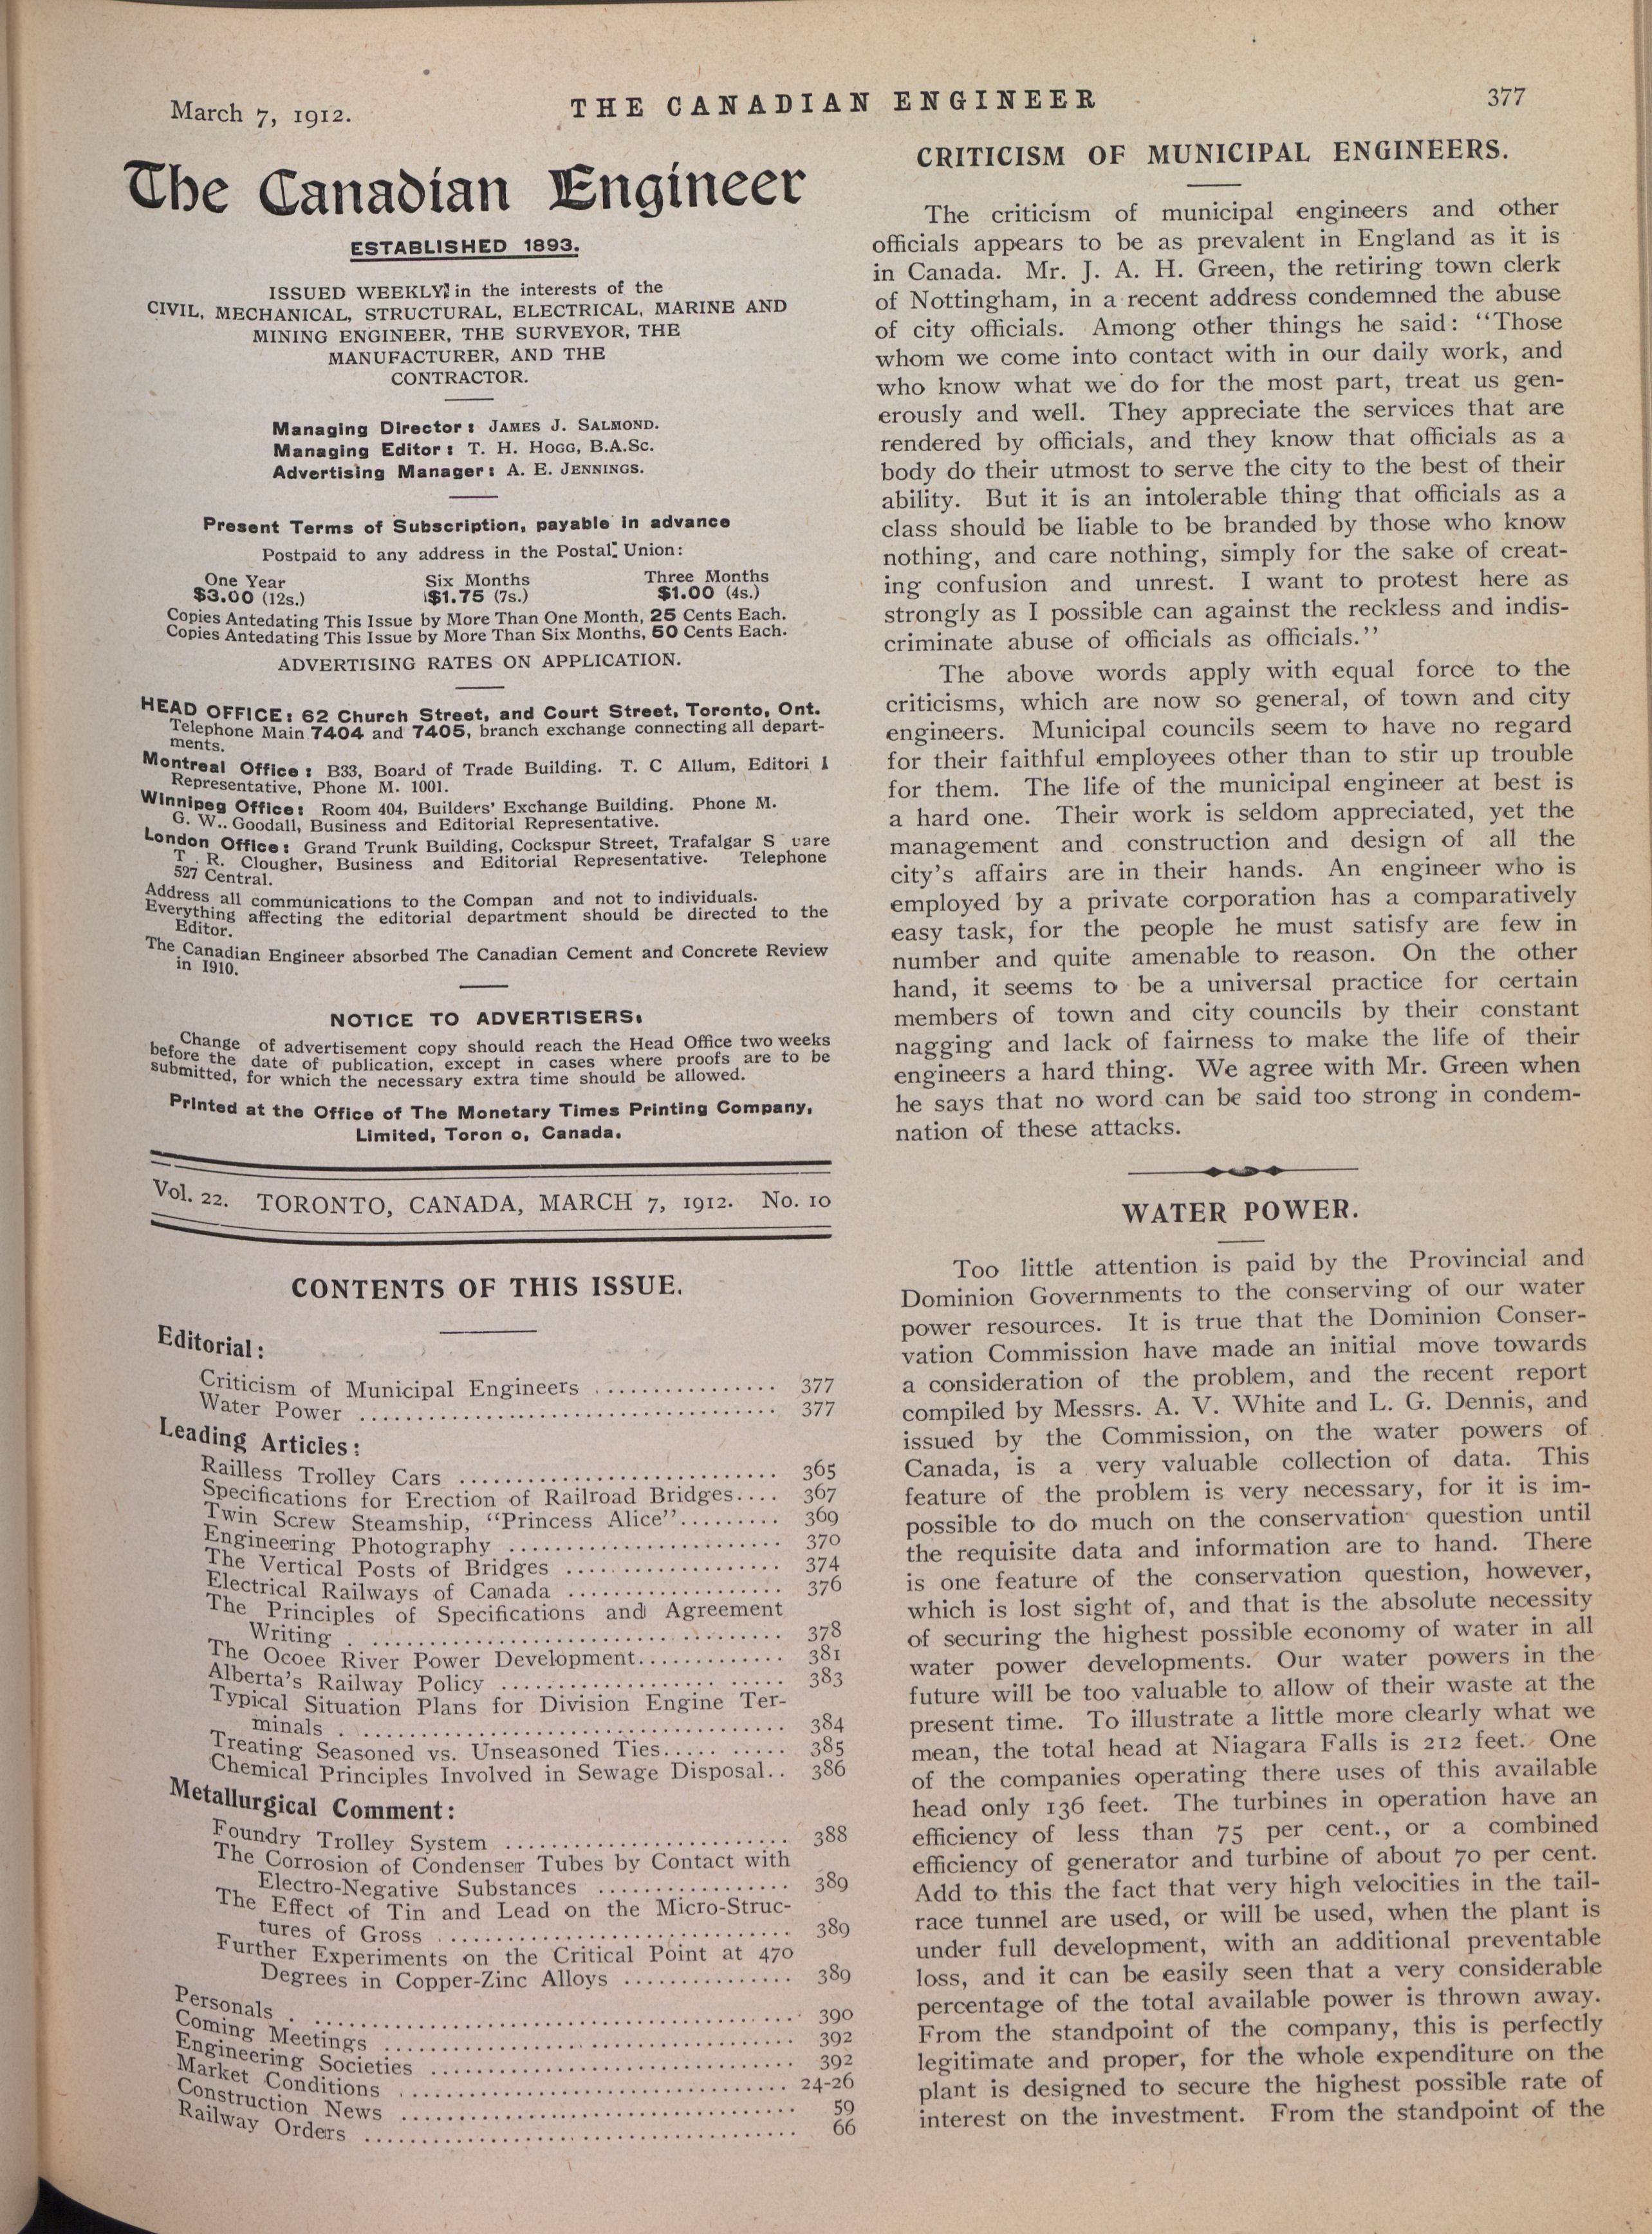 March 7, 1912.
THE CANADIAN ENGINEER
377
The Canadian Engineer
ESTABLISHED 1893.
ISSUED WEEKLY in the interests of the
CIVIL, MECHANICAL, STRUCTURAL, ELECTRICAL, MARINE AND
MINING ENGINEER, THE SURVEYOR, THE
MANUFACTURER, AND THE
CONTRACTOR.
Managing Director: JAMES J. SALMOND.
Managing Editor: T. H. HOGG, B.A.Sc.
Advertising Manager: A. E. JENNINGS.
Present Terms of Subscription, payable in advance
Postpaid to any address in the Postal Union:
One Year Six Months Three Months
$3.00 (12s.) $1.75 (7s.) $1.00 (4s.)
Copies Antedating This Issue by More Than One Month, 25 Cents Each.
Copies Antedating This Issue by More Than Six Months, 50 Cents Each.
ADVERTISING RATES ON APPLICATION.
HEAD OFFICE: 62 Church Street, and Court Street, Toronto, Ont.
Telephone Main 7404 and 7405, branch exchange connecting all depart-
ments.
Montreal Office: B33, Board of Trade Building. T. C Allum, Editori l
Representative, Phone M. 1001.
Winnipeg Office: Room 404, Builders' Exchange Building. Phone M.
G. W.. Goodall, Business and Editorial Representative.
London Office: Grand Trunk Building, Cockspur Street, Trafalgar S uare
T. R. Clougher, Business and Editorial Representative. Telephone
527 Central.
Address all communications to the Compan and not to individuals.
Everything affecting the editorial department should be directed to the
Editor.
The Canadian Engineer absorbed The Canadian Cement and Concrete Review
in 1910.
NOTICE TO ADVERTISERS:
Change of advertisement copy should reach the Head Office two weeks
before the date of publication, except in cases where proofs are to be
submitted, for which the necessary extra time should be allowed.
Printed at the Office of The Monetary Times Printing Company,
Limited, Toron o, Canada.
Vol. 22. TORONTO, CANADA, MARCH 7, 1912. No. 10
CONTENTS OF THIS ISSUE.
Editorial:
Criticism of Municipal Engineers ................ 377
Water Power ..................................... 377
Leading Articles:
Railless Trolley Cars ............................ 365
Specifications for Erection of Railroad Bridges.... 367
Twin Screw Steamship, "Princess Alice"......... 369
Engineering Photography ........................ 370
The Vertical Posts of Bridges ................... 374
Electrical Railways of Canada ................... 376
The Principles of Specifications and Agreement
Writing . .................................... 378
The Ocoee River Power Development............. 381
Alberta's Railway Policy ................... ..... 383
Typical Situation Plans for Division Engine Ter-
minals . ..................................... 384
Treating Seasoned vs. Unseasoned Ties..... ..... 385
Chemical Principles Involved in Sewage Disposal.. 386
Metallurgical Comment:
Foundry Trolley System ......................... 388
The Corrosion of Condenser Tubes by Contact with
Electro-Negative Substances ................. 389
The Effect of Tin and Lead on the Micro-Struc-
tures of Gross ............................... 389
Further Experiments on the Critical Point at 470
Degrees in Copper-Zinc Alloys ............... 389
Personals . .......................................... 390
Coming Meetings .................................... 392
Engineering Societies ................................ 392
Market Conditions .................................. 24-26
Construction News ................................... 59
Railway Orders ...................................... 66
CRITICISM OF MUNICIPAL ENGINEERS.
The criticism of municipal engineers and other
officials appears to be as prevalent in England as it is
in Canada. Mr. J. A. H. Green, the retiring town clerk
of Nottingham, in a recent address condemned the abuse
of city officials. Among other things he said: "Those
whom we come into contact with in our daily work, and
who know what we do for the most part, treat us gen-
erously and well. They appreciate the services that are
rendered by officials, and they know that officials as a
body do their utmost to serve the city to the best of their
ability. But it is an intolerable thing that officials as a
class should be liable to be branded by those who know
nothing, and care nothing, simply for the sake of creat-
ing confusion and unrest. I want to protest here as
strongly as I possible can against the reckless and indis-
criminate abuse of officials as officials."
The above words apply with equal force to the
criticisms, which are now so general, of town and city
engineers. Municipal councils seem to have no regard
for their faithful employees other than to stir up trouble
for them. The life of the municipal engineer at best is
a hard one. Their work is seldom appreciated, yet the
management and construction and design of all the
city's affairs are in their hands. An engineer who is
employed by a private corporation has a comparatively
easy task, for the people he must satisfy are few in
number and quite amenable to reason. On the other
hand, it seems to be a universal practice for certain
members of town and city councils by their constant
nagging and lack of fairness to make the life of their
engineers a hard thing. We agree with Mr. Green when
he says that no word can be said too strong in condem-
nation of these attacks.
WATER POWER.
Too little attention is paid by the Provincial and
Dominion Governments to the conserving of our water
power resources. It is true that the Dominion Conser-
vation Commission have made an initial move towards
a consideration of the problem, and the recent report
compiled by Messrs. A. V. White and L. G. Dennis, and
issued by the Commission, on the water powers of
Canada, is a very valuable collection of data. This
feature of the problem is very necessary, for it is im-
possible to do much on the conservation question until
the requisite data and information are to hand. There
is one feature of the conservation question, however,
which is lost sight of, and that is the absolute necessity
of securing the highest possible economy of water in all
water power developments. Our water powers in the
future will be too valuable to allow of their waste at the
present time. To illustrate a little more clearly what we
mean, the total head at Niagara Falls is 212 feet. One
of the companies operating there uses of this available
head only 136 feet. The turbines in operation have an
efficiency of less than 75 per cent., or a combined
efficiency of generator and turbine of about 70 per cent.
Add to this the fact that very high velocities in the tail-
race tunnel are used, or will be used, when the plant is
under full development, with an additional preventable
loss, and it can be easily seen that a very considerable
percentage of the total available power is thrown away.
From the standpoint of the company, this is perfectly
legitimate and proper, for the whole expenditure on the
plant is designed to secure the highest possible rate of
interest on the investment. From the standpoint of the